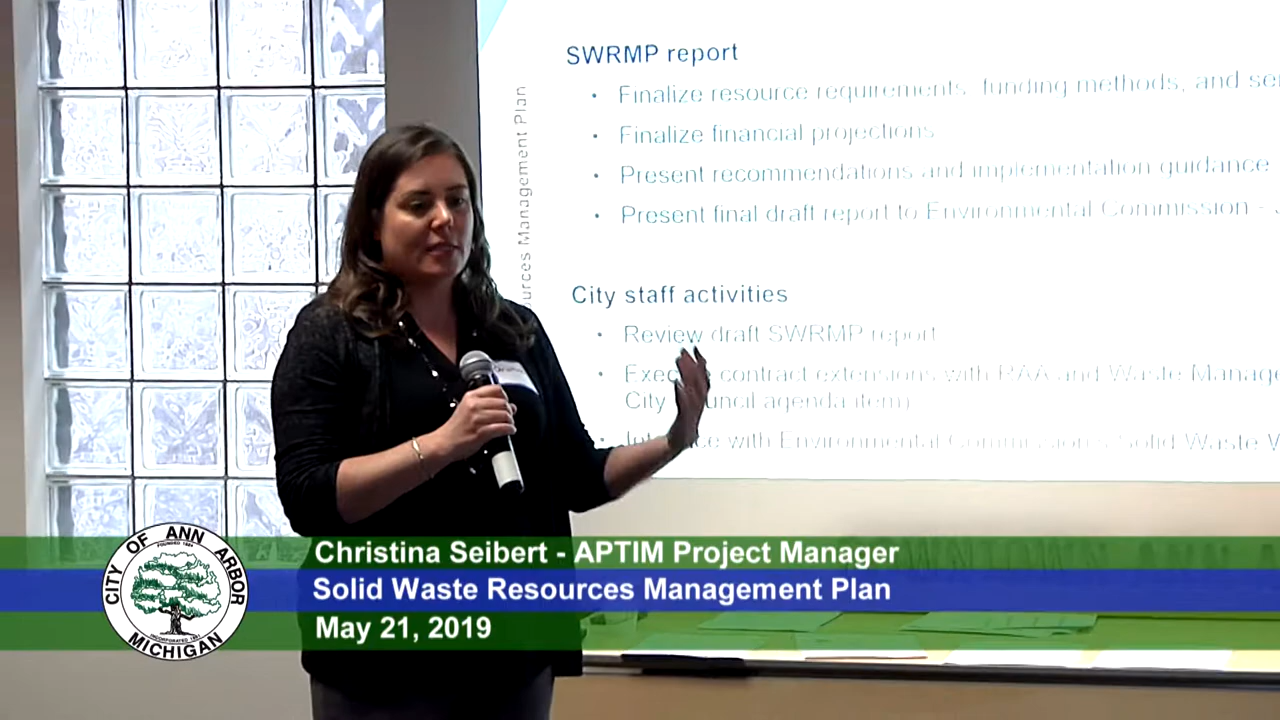 SWRMP report
• Finalize resource requirements, funding methods, and
• Finalize financial projections
• Present recommendations and implementation guidance
• Present final draft report to Environmental Commission -
Management Plan
City staff activities
• Review draft SWRMP report
contract extensions with RAA and Waste
City Council agenda item)
with Environmental Commission's Solid Waste
Christina Seibert - APTIM Project Manager
Solid Waste Resources Management Plan
May 21, 2019
CITY OF ANN ARBOR
MICHIGAN